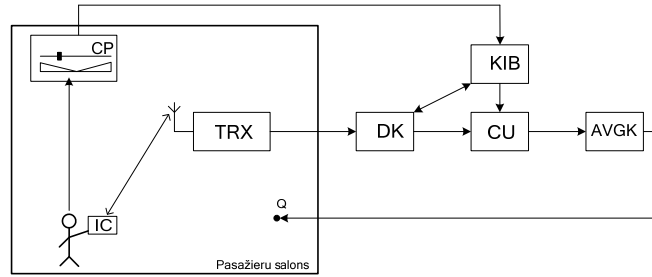 CP
KIB
TRX
DK
CU
AVGK
Q
IC
Pasažieru salons